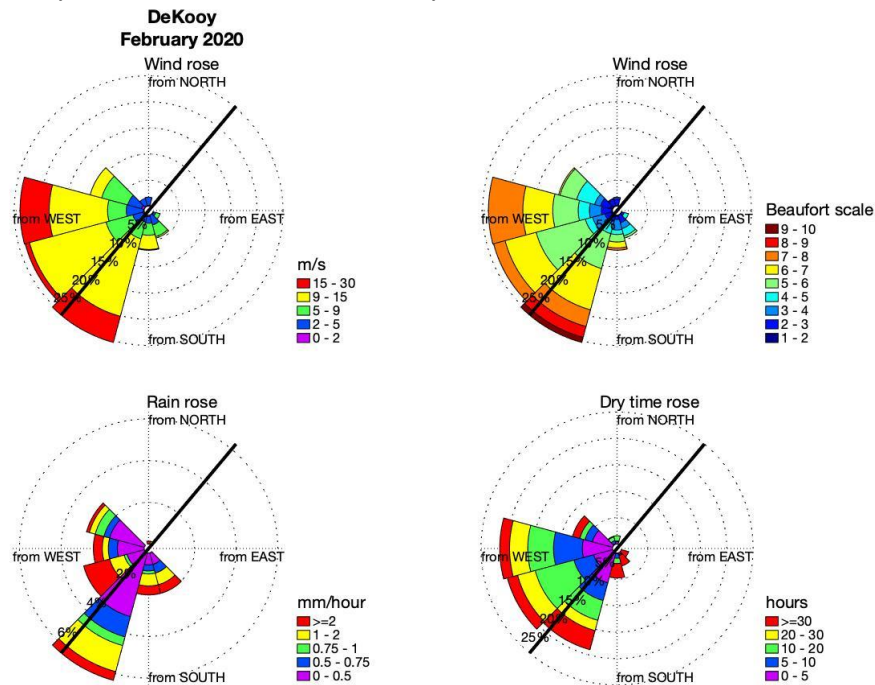 DeKooy
February 2020
Wind rose
from NORTH
from WEST
from EAST
from SOUTH
5%
10%
15%
20%
25%
m/s
15 - 30
9 - 15
5 - 9
2 - 5
0 - 2
Wind rose
from NORTH
from WEST
from EAST
from SOUTH
5%
10%
15%
20%
25%
Beaufort scale
9 - 10
8 - 9
7 - 8
6 - 7
5 - 6
4 - 5
3 - 4
2 - 3
1 - 2
Rain rose
from NORTH
from WEST
from EAST
from SOUTH
2%
4%
6%
mm/hour
>=2
1 - 2
0.75 - 1
0.5 - 0.75
0 - 0.5
Dry time rose
from NORTH
from WEST
from EAST
from SOUTH
5%
10%
15%
20%
25%
hours
>=30
20 - 30
10 - 20
5 - 10
0 - 5